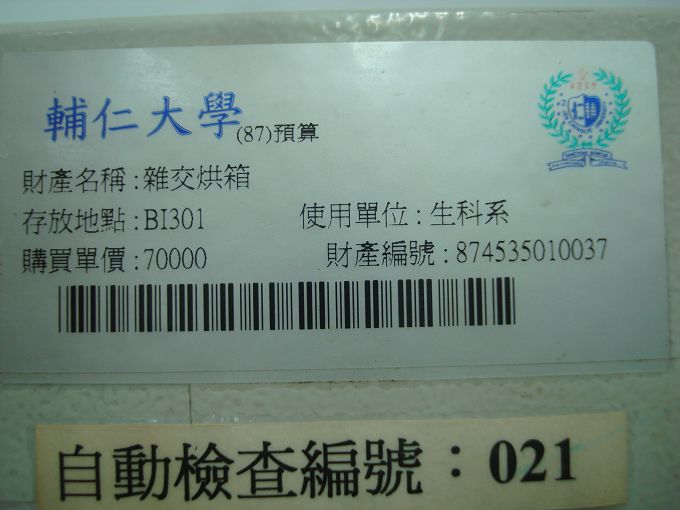 輔仁大學(87)預算
財產名稱:雜交烘箱
存放地點:BI301 使用單位:生科系
購買單價:70000 財產編號:874535010037
自動檢查編號:021